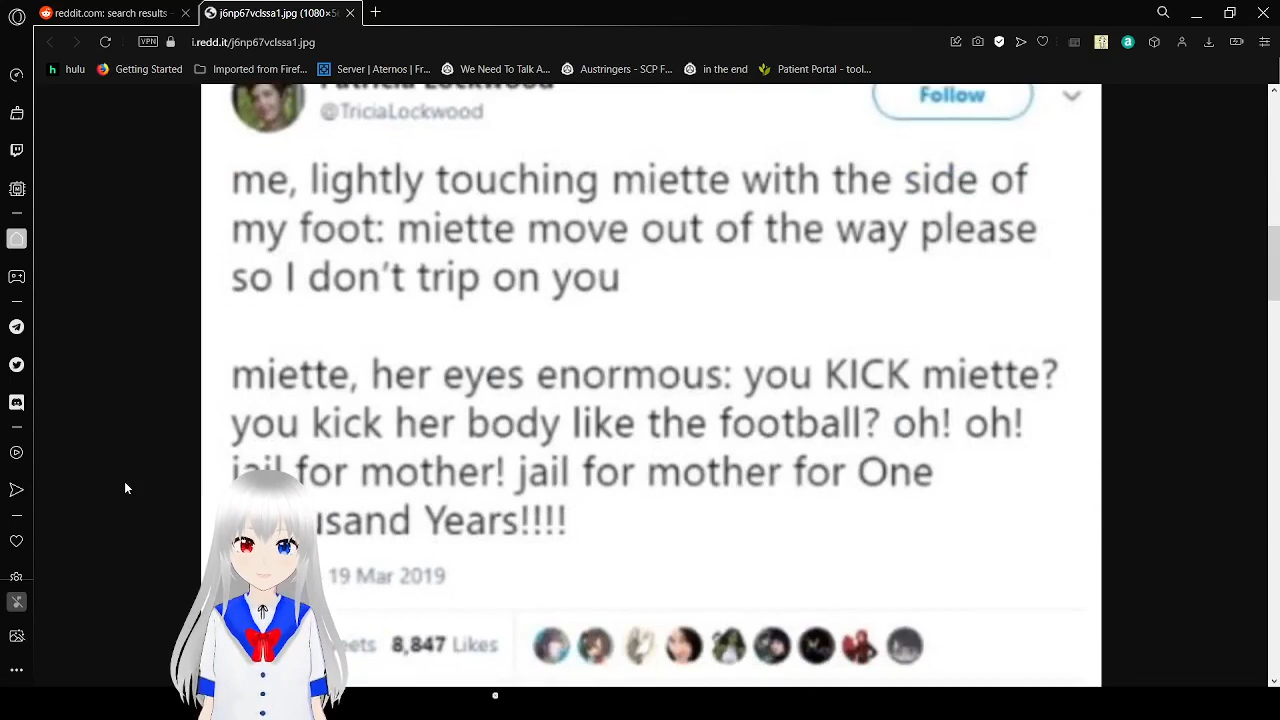 reddit.com: search results -
j6np67vclssa1.jpg (1080×5
VPN
i.redd.it/j6np67vclssa1.jpg
h hulu Getting Started Imported from Firef... Server | Aternos | Fr... We Need To Talk A... Austringers - SCP F... in the end Patient Portal - tool...
Patricia Lockwood
@TriciaLockwood
Follow
me, lightly touching miette with the side of
my foot: miette move out of the way please
so I don't trip on you
miette, her eyes enormous: you KICK miette?
you kick her body like the football? oh! oh!
jail for mother! jail for mother for One
usand Years!!!!
19 Mar 2019
eets 8,847 Likes